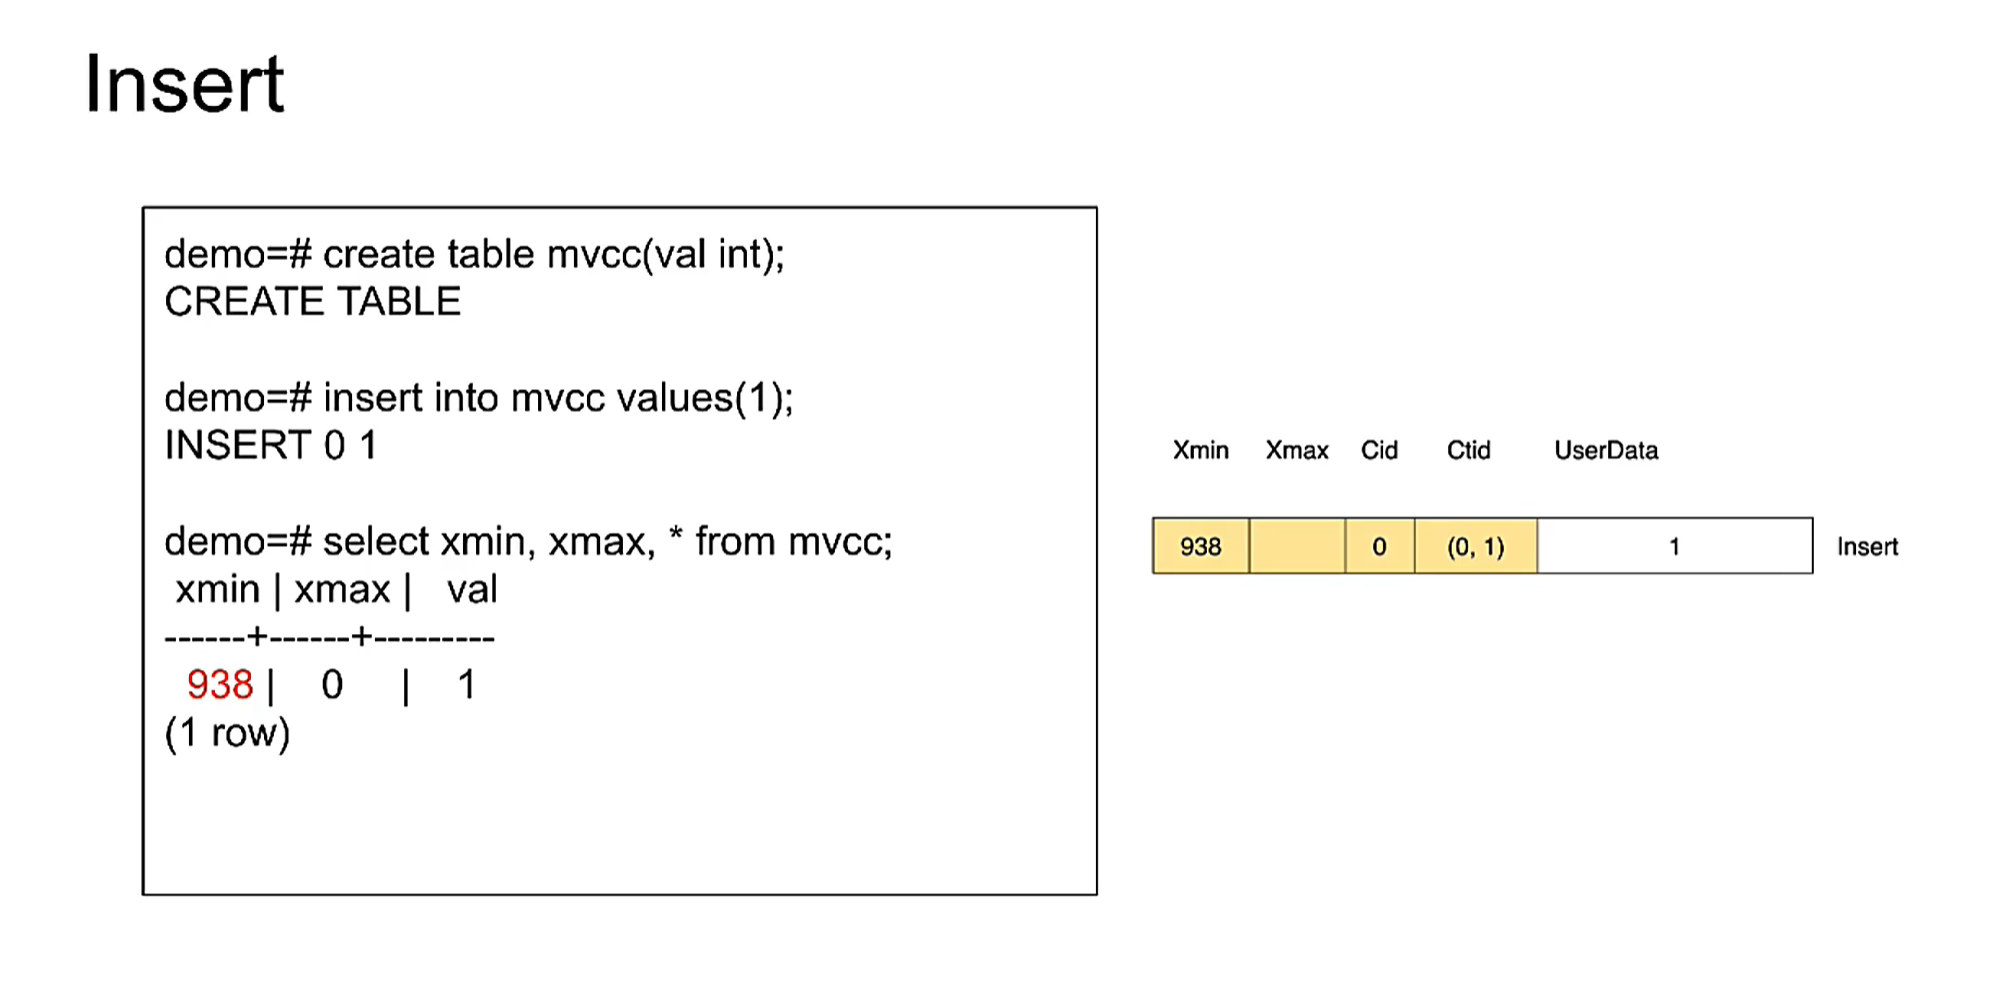 Insert
demo=# create table mvcc(val int);
CREATE TABLE
demo=# insert into mvcc values(1);
INSERT 0 1
demo=# select xmin, xmax, * from mvcc;
xmin | xmax | val
------+------+---------
938 | 0 | 1
(1 row)
Xmin Xmax Cid Ctid UserData
938 0 (0, 1) 1 Insert